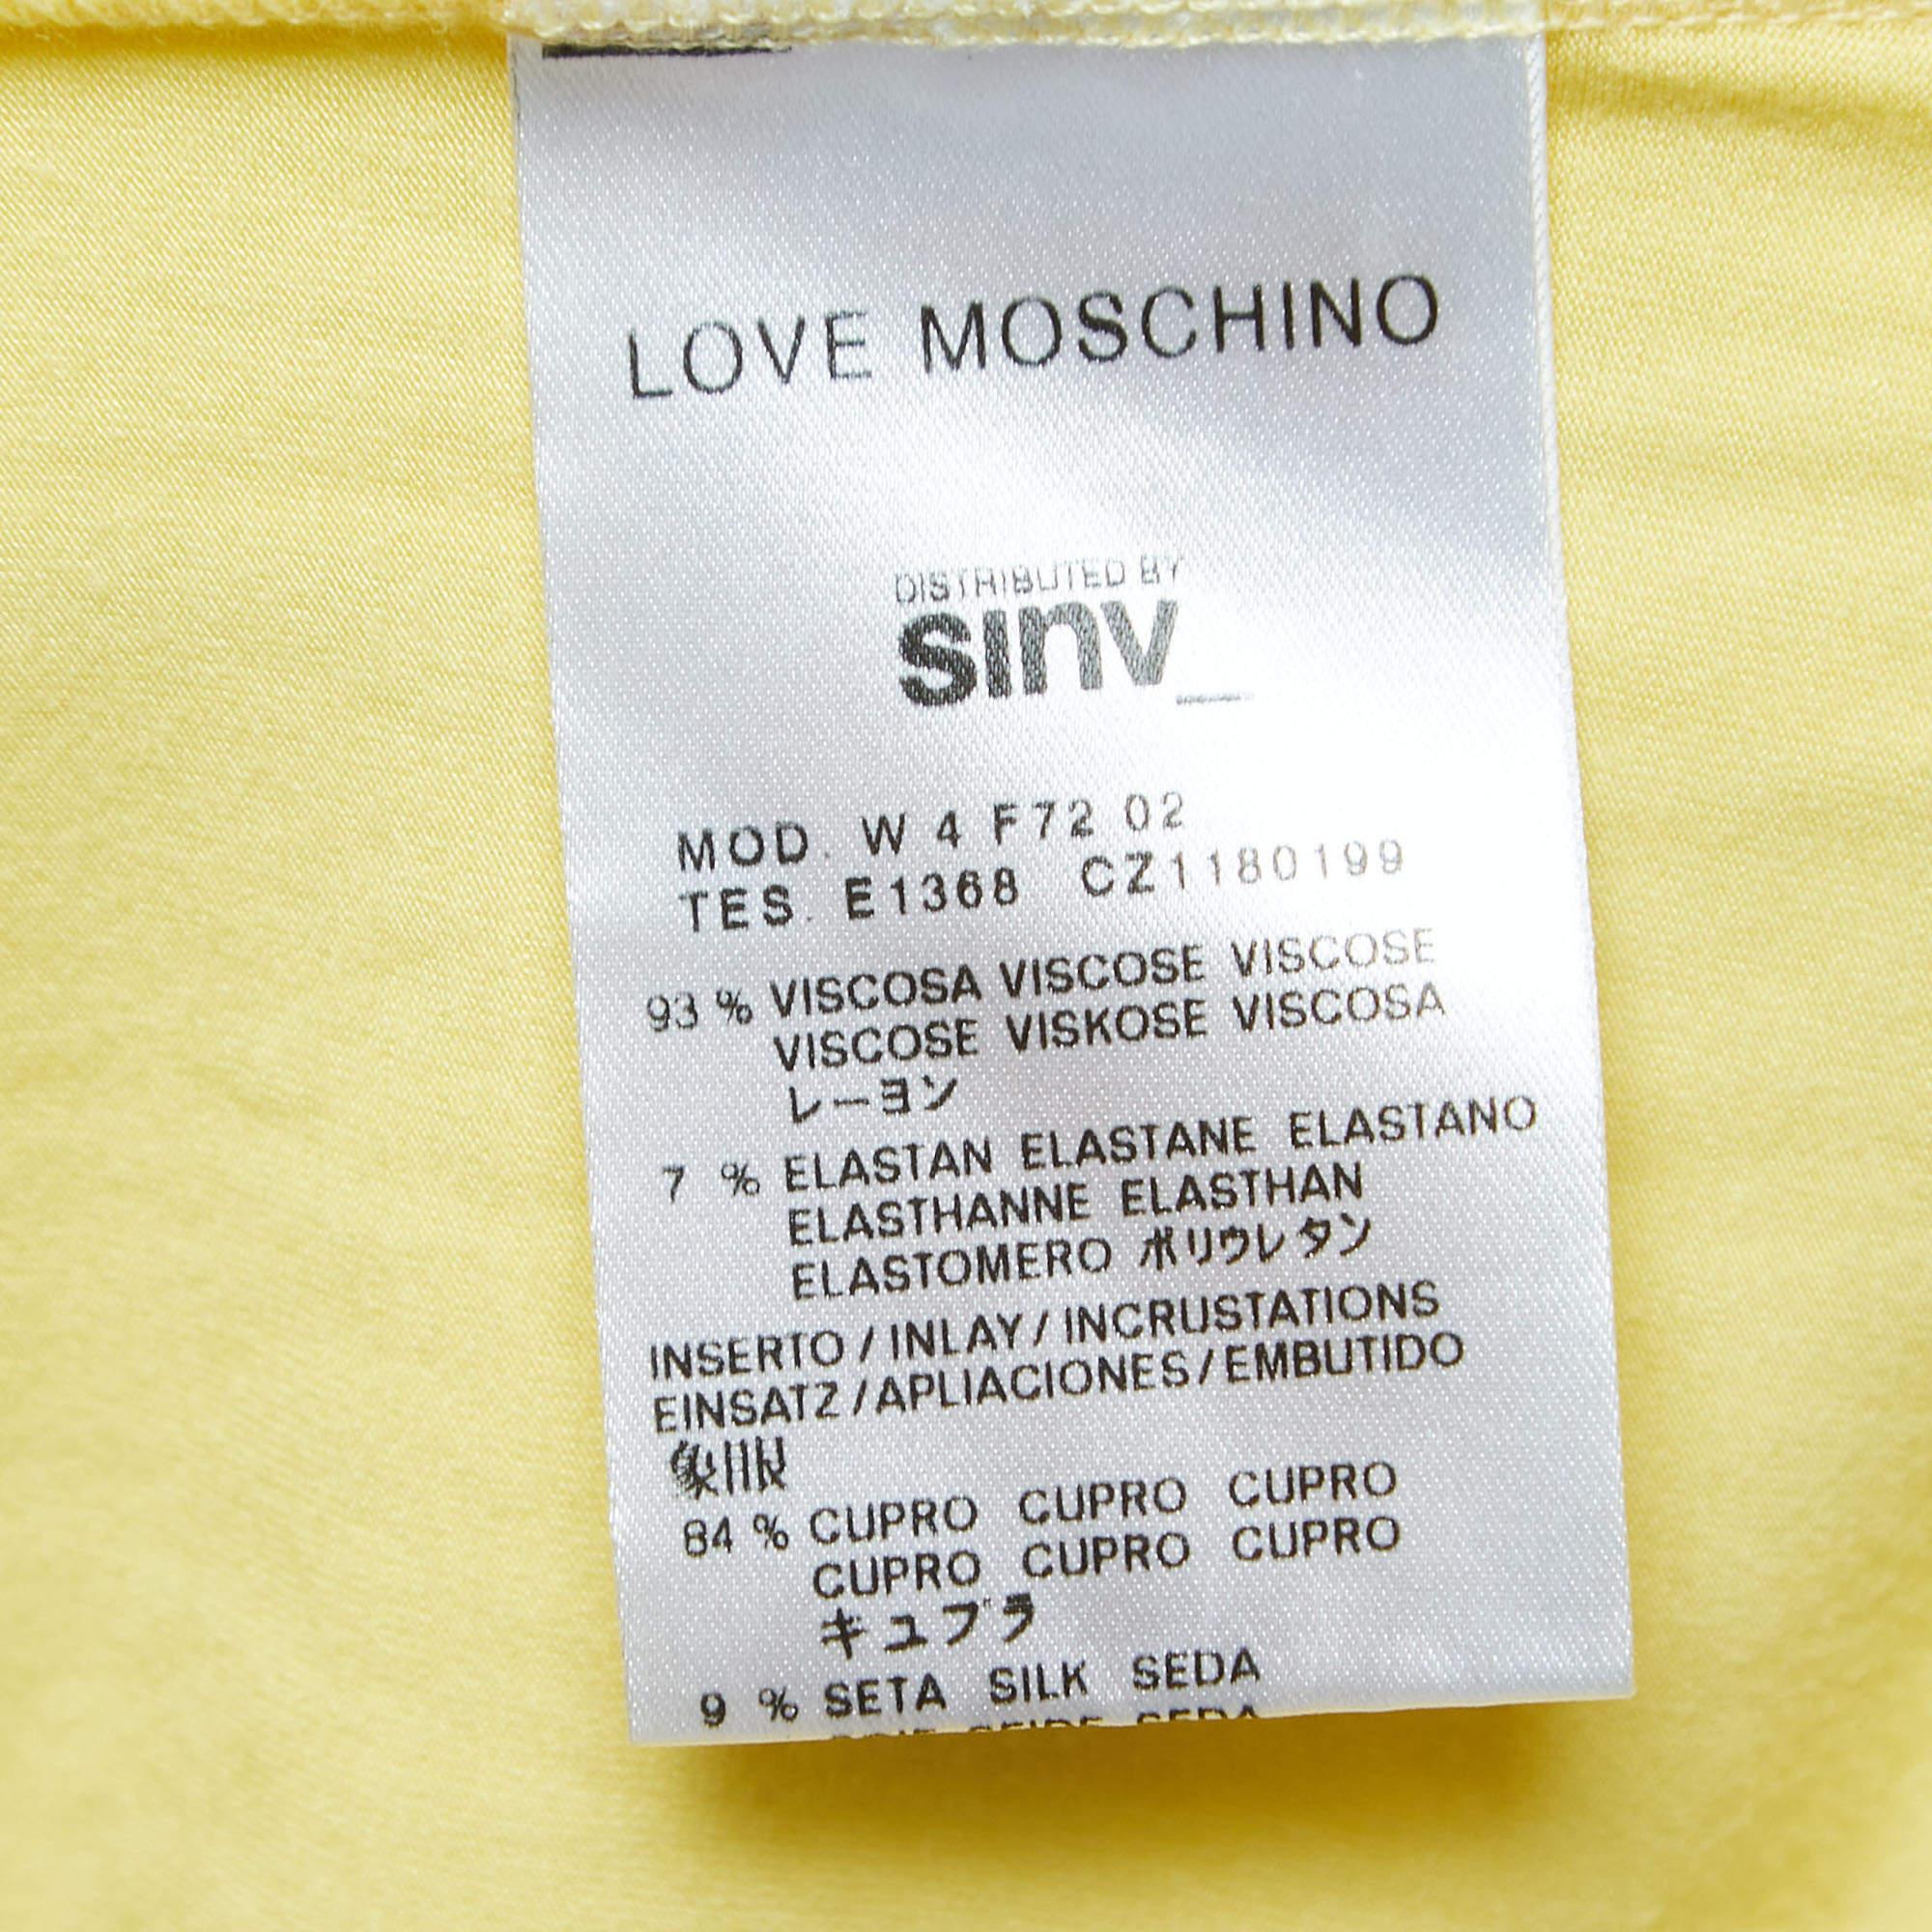 LOVE MOSCHINO
DISTRIBUTED BY
sınv_
MOD. W 4 F72 02
TES. E1368 CZ1180199
93 % VISCOSA VISCOSE VISCOSE
VISCOSE VISKOSE VISCOSA
レーヨン
7 % ELASTAN ELASTANE ELASTANO
ELASTHANNE ELASTHAN
ELASTOMERO ポリウレタン
INSERTO / INLAY / INCRUSTATIONS
EINSATZ / APLIACIONES / EMBUTIDO
象眼
84 % CUPRO CUPRO CUPRO
CUPRO CUPRO CUPRO
キュプラ
9 % SETA SILK SEDA